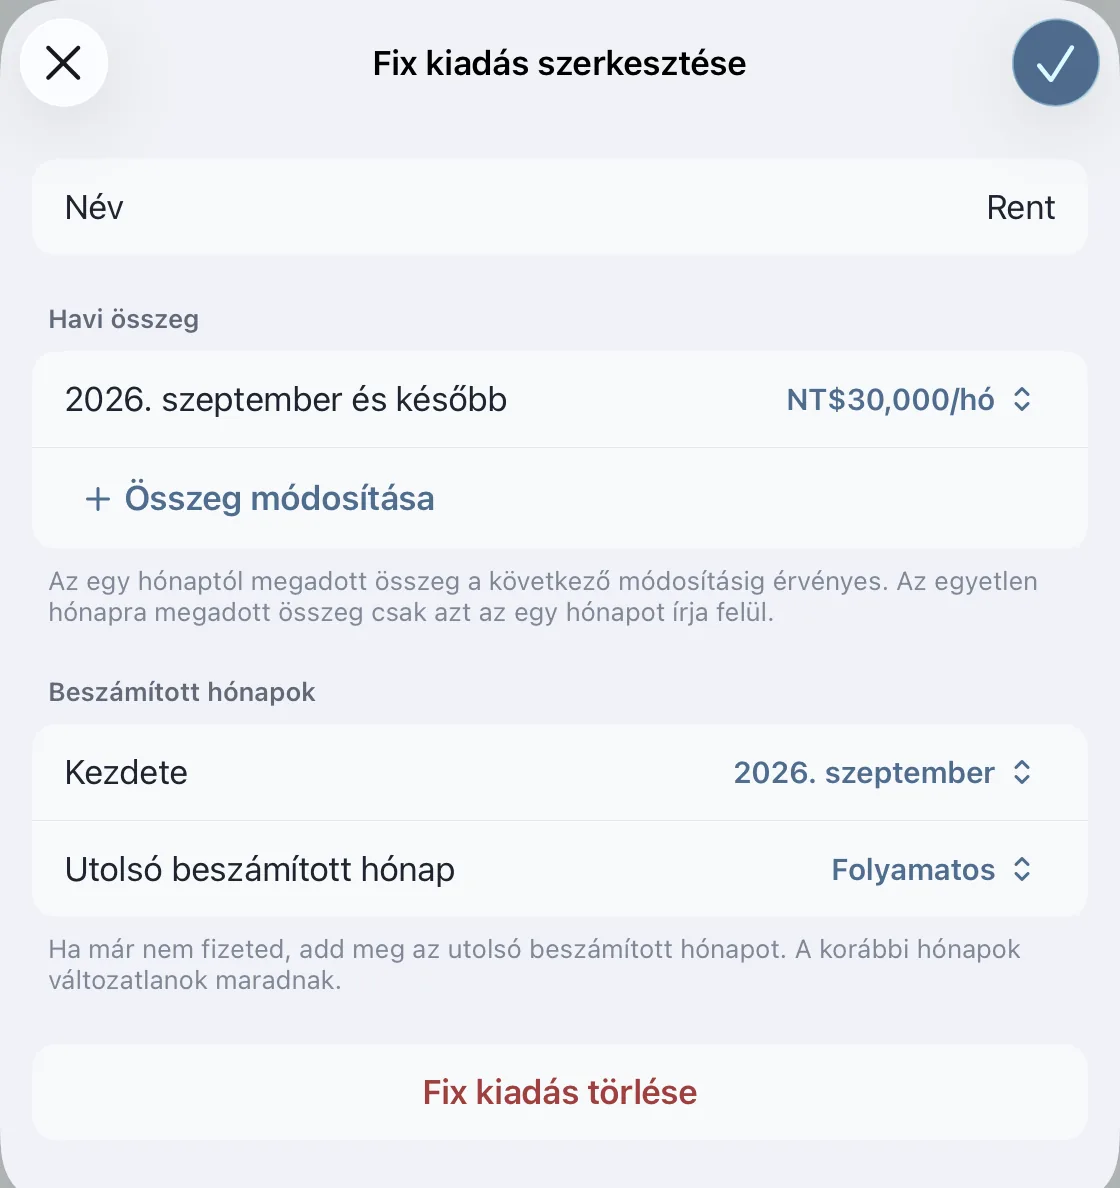 Fix kiadás szerkesztése
Név
Rent
Havi összeg
2026. szeptember és később
NT$30,000/hó
+ Összeg módosítása
Az egy hónaptól megadott összeg a következő módosításig érvényes. Az egyetlen
hónapra megadott összeg csak azt az egy hónapot írja felül.
Beszámított hónapok
Kezdete
2026. szeptember
Utolsó beszámított hónap
Folyamatos
Ha már nem fizeted, add meg az utolsó beszámított hónapot. A korábbi hónapok
változatlanok maradnak.
Fix kiadás törlése